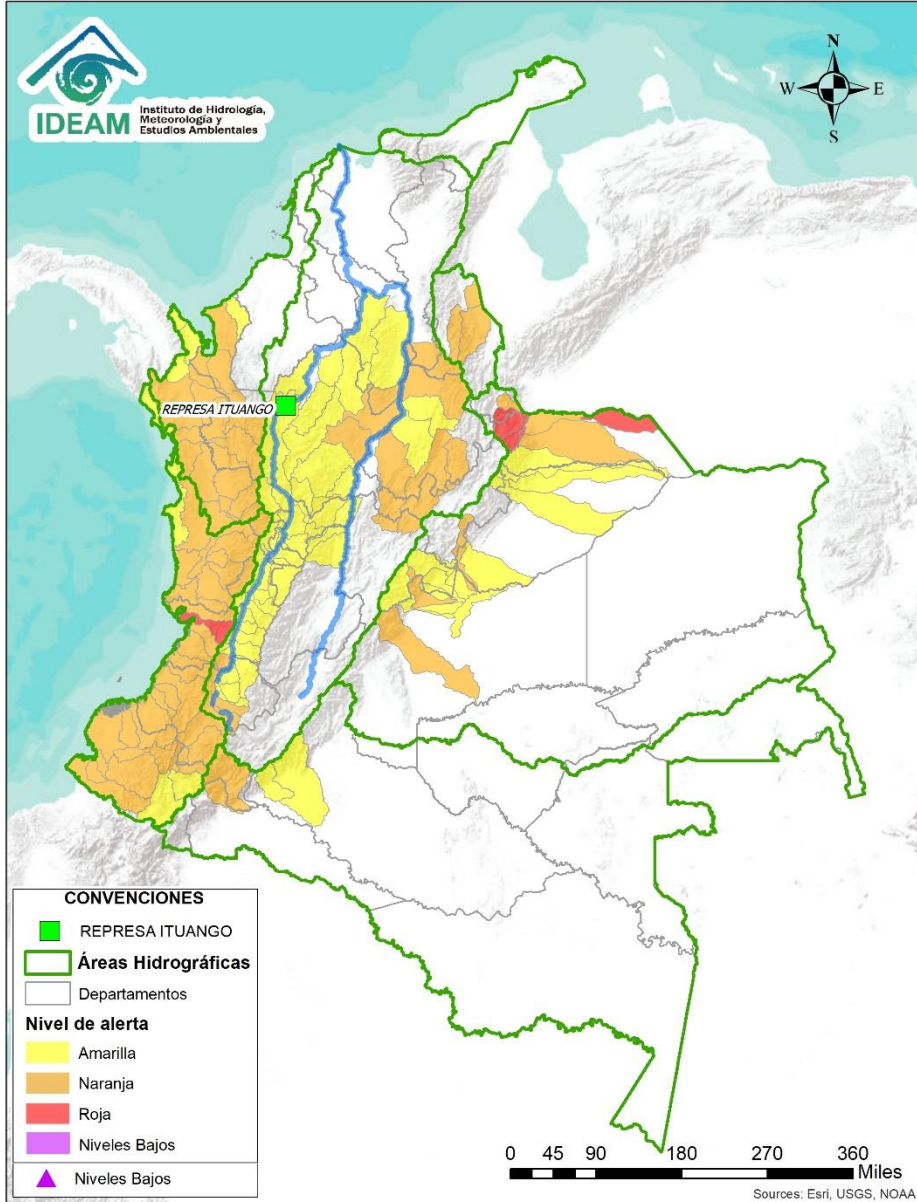 IDEAM
Instituto de Hidrología,
Meteorología y
Estudios Ambientales
N
W
E
S
REPRESA ITUANGO
CONVENCIONES
REPRESA ITUANGO
Áreas Hidrográficas
Departamentos
Nivel de alerta
Amarilla
Naranja
Roja
Niveles Bajos
Niveles Bajos
0 45 90 180 270 360
Miles
Sources: Esri, USGS, NOAA